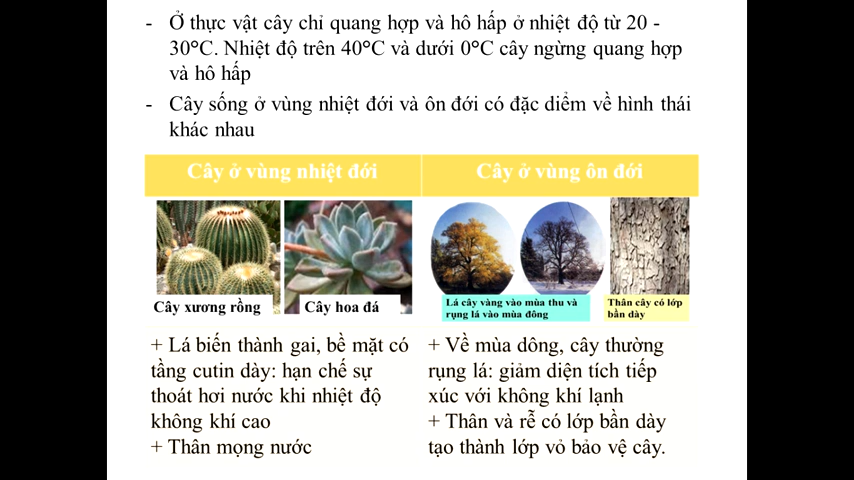 - Ở thực vật cây chỉ quang hợp và hô hấp ở nhiệt độ từ 20 -
30°C. Nhiệt độ trên 40°C và dưới 0°C cây ngừng quang hợp
và hô hấp
- Cây sống ở vùng nhiệt đới và ôn đới có đặc diểm về hình thái
khác nhau
Cây ở vùng nhiệt đới
Cây ở vùng ôn đới
Cây xương rồng
Cây hoa đá
Lá cây vàng vào mùa thu và
rụng lá vào mùa đông
Thân cây có lớp
bần dày
+ Lá biến thành gai, bề mặt có
tầng cutin dày: hạn chế sự
thoát hơi nước khi nhiệt độ
không khí cao
+ Thân mọng nước
+ Về mùa dông, cây thường
rụng lá: giảm diện tích tiếp
xúc với không khí lạnh
+ Thân và rễ có lớp bần dày
tạo thành lớp vỏ bảo vệ cây.